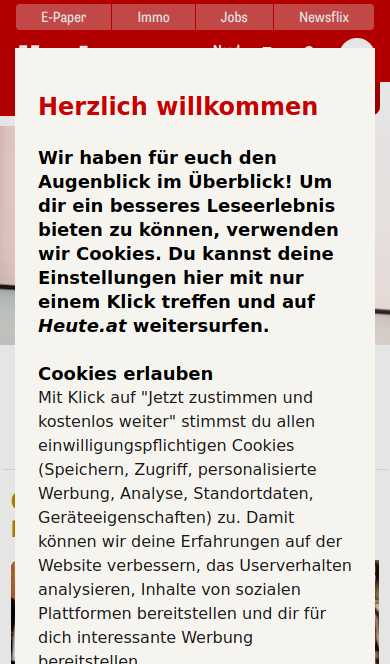 E-Paper
Immo
Jobs
Newsflix
Herzlich willkommen
Wir haben für euch den
Augenblick im Überblick! Um
dir ein besseres Leseerlebnis
bieten zu können, verwenden
wir Cookies. Du kannst deine
Einstellungen hier mit nur
einem Klick treffen und auf
Heute.at weitersurfen.
Cookies erlauben
Mit Klick auf "Jetzt zustimmen und
kostenlos weiter" stimmst du allen
einwilligungspflichtigen Cookies
(Speichern, Zugriff, personalisierte
Werbung, Analyse, Standortdaten,
Geräteeigenschaften) zu. Damit
können wir deine Erfahrungen auf der
Website verbessern, das Userverhalten
analysieren, Inhalte von sozialen
Plattformen bereitstellen und dir für
dich interessante Werbung
bereitstellen